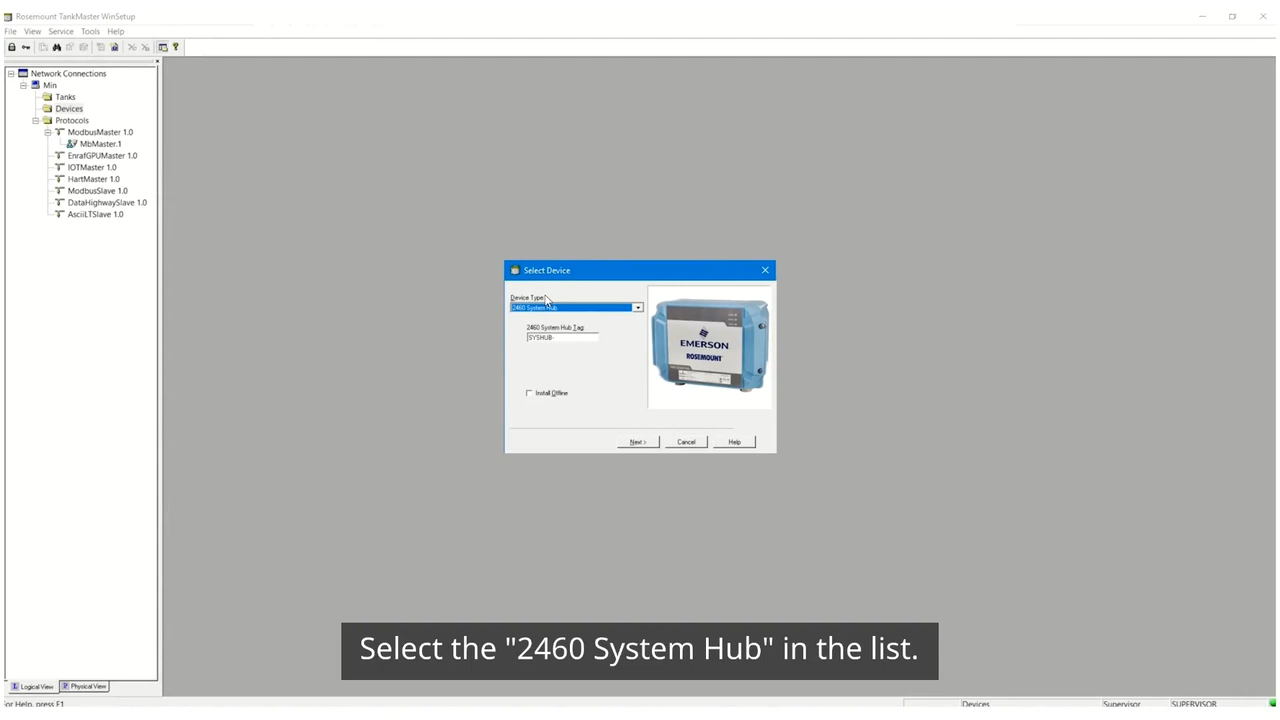 Rosemount TankMaster WinSetup
File View Service Tools Help
Network Connections
Min
Tanks
Devices
Protocols
ModbusMaster 1.0
MbMaster.1
EnrafGPUMaster 1.0
IOTMaster 1.0
HartMaster 1.0
ModbusSlave 1.0
DataHighwaySlave 1.0
AsciiLTSlave 1.0
Select Device
Device Type:
2460 System Hub
2460 System Hub Tag:
SYSHUB-
EMERSON
ROSEMOUNT
Install Offline
Next > Cancel Help
Select the "2460 System Hub" in the list.
Logical View Physical View
or Help, press F1 Devices Supervisor SUPERVISOR